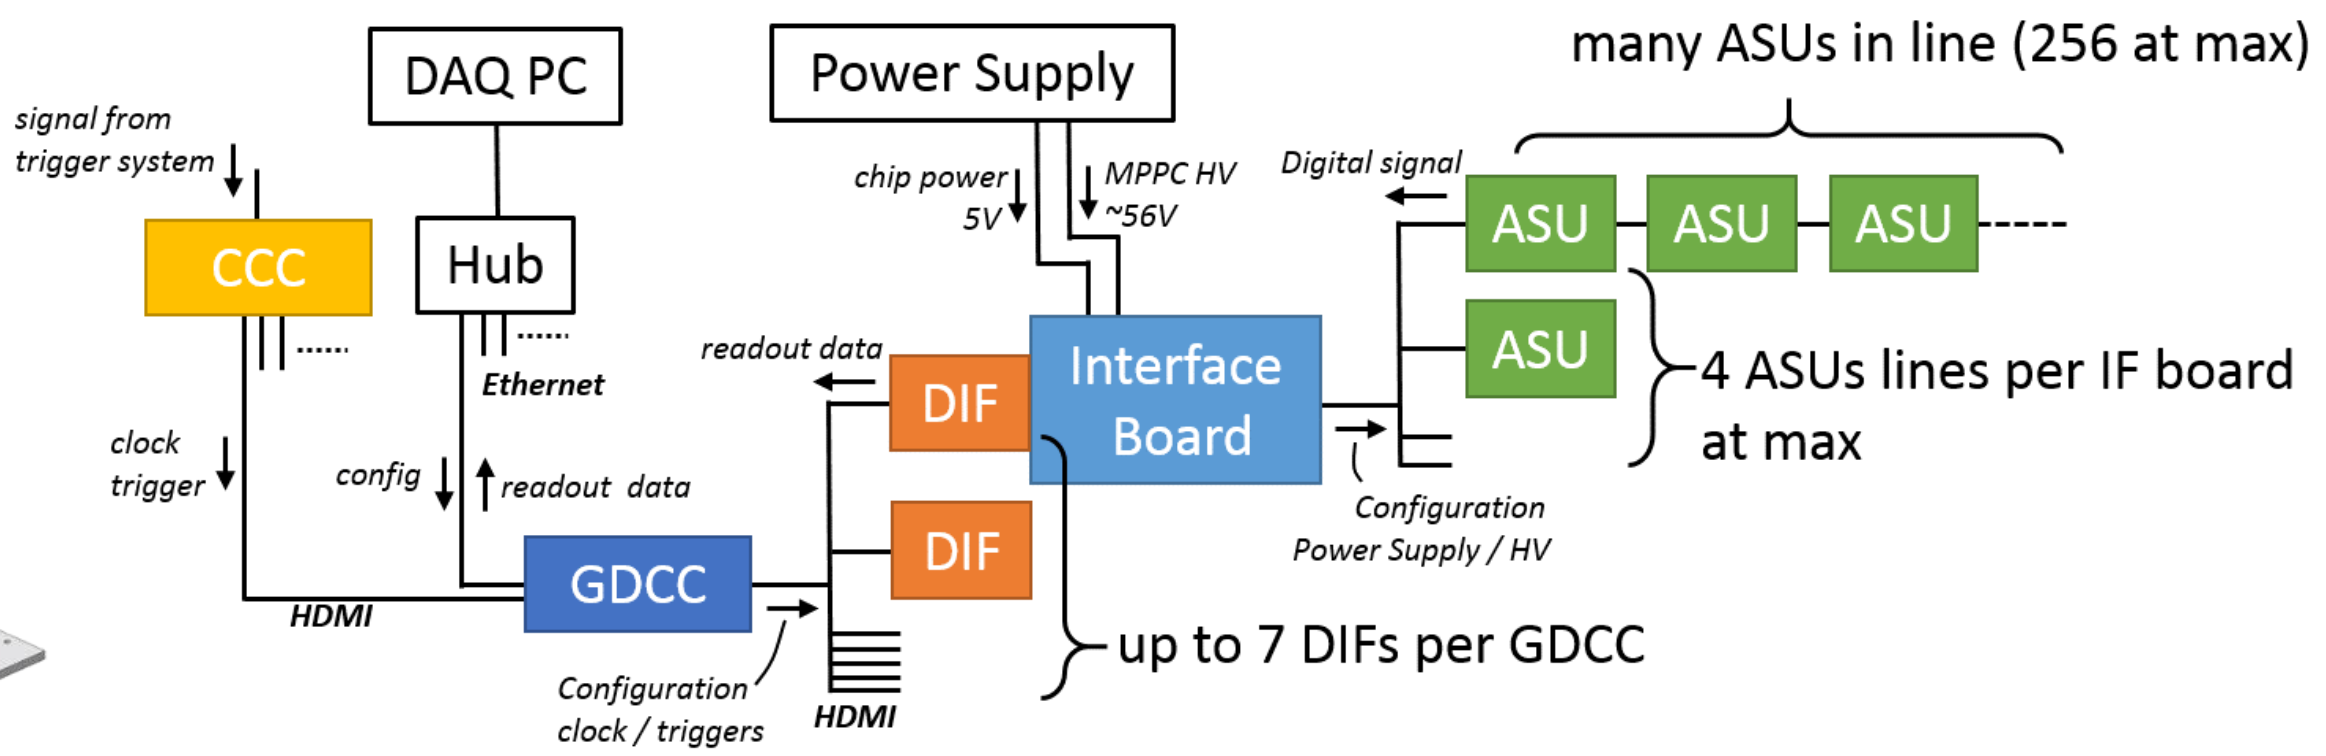 many ASUs in line (256 at max)
DAQ PC
Power Supply
signal from
trigger system
chip power
5V
MPPC HV
~56V
Digital signal
ASU
ASU
ASU
CCC
Hub
......
......
Ethernet
readout data
DIF
Interface
Board
ASU
4 ASUs lines per IF board
at max
clock
trigger
config
readout data
Configuration
Power Supply / HV
GDCC
DIF
HDMI
up to 7 DIFs per GDCC
Configuration
clock / triggers
HDMI